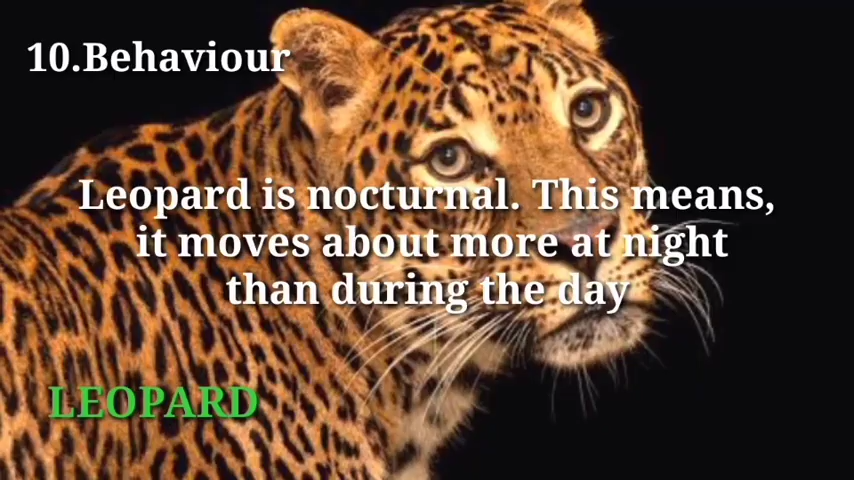 10.Behaviour
Leopard is nocturnal. This means,
it moves about more at night
than during the day
LEOPARD